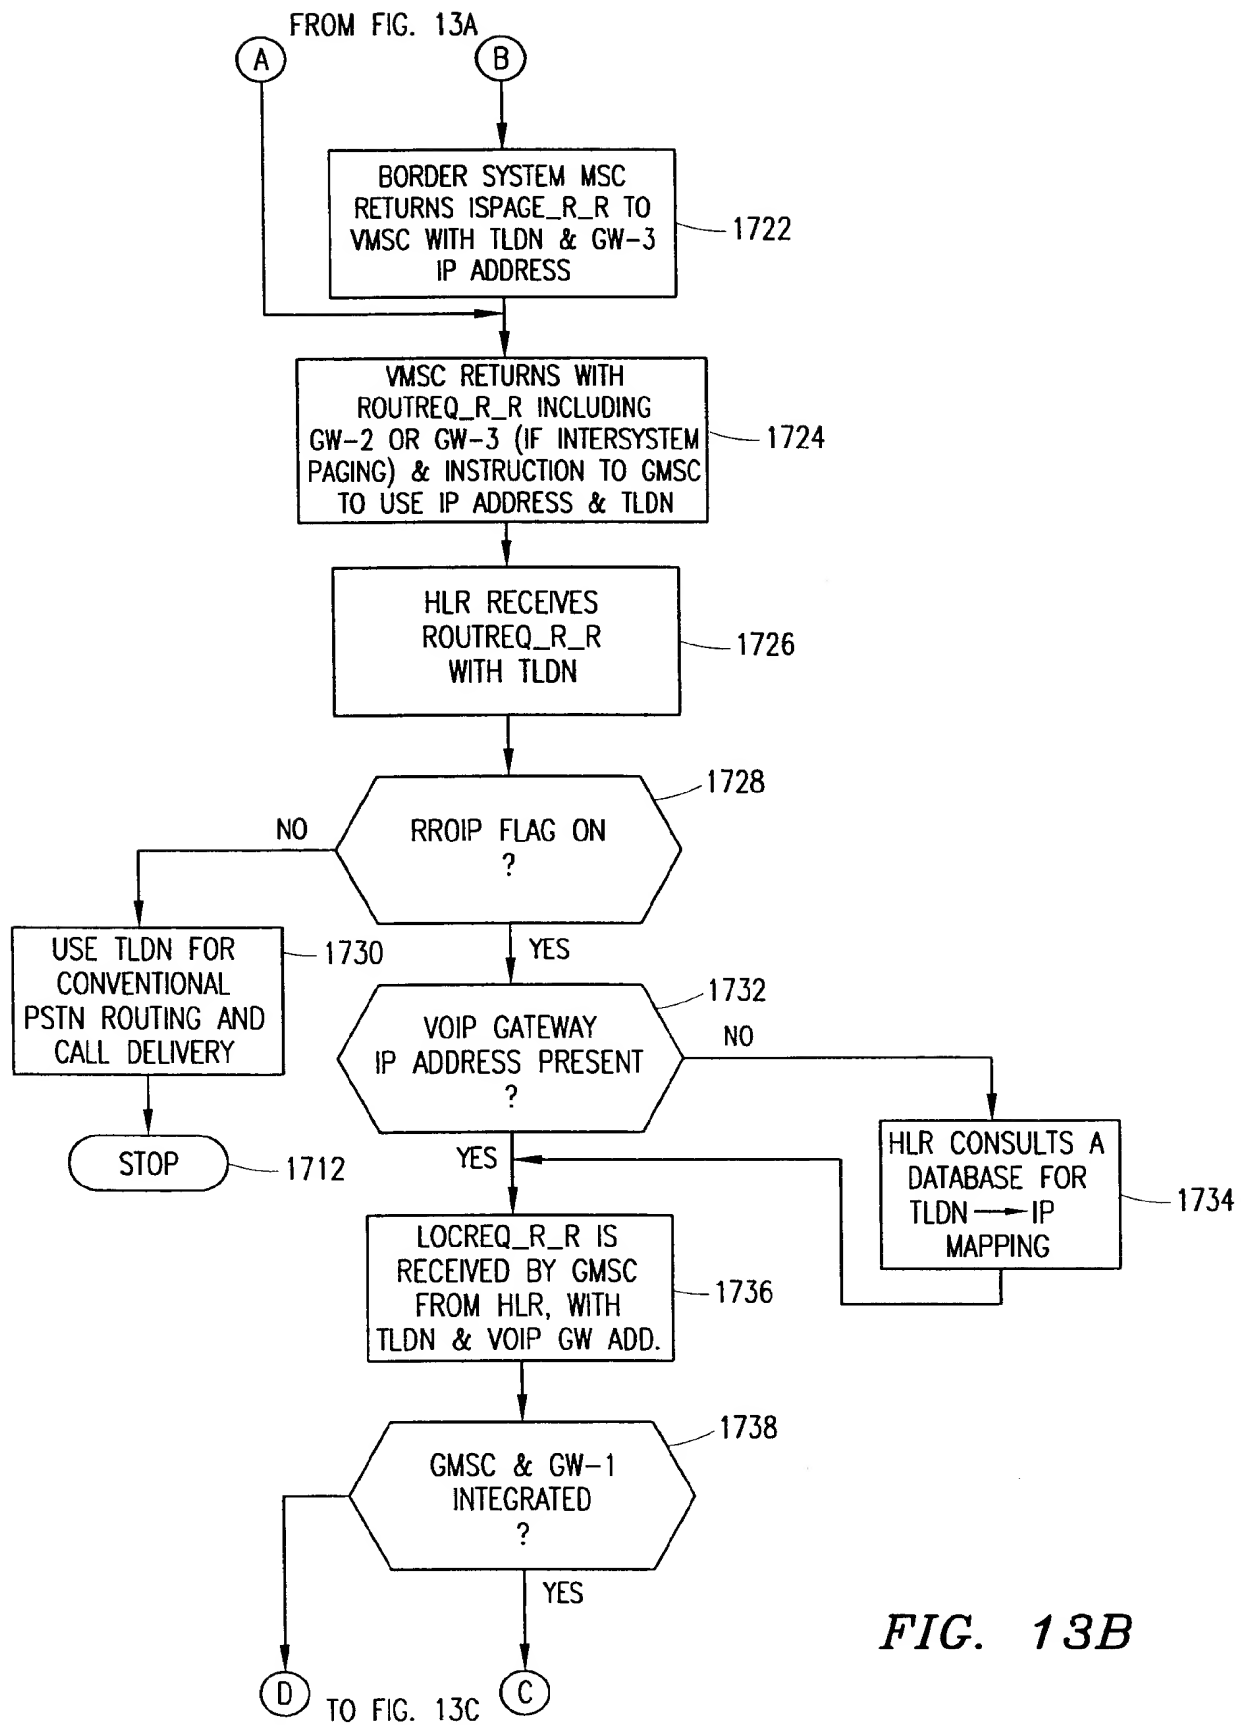 FROM FIG. 13A
A
B
BORDER SYSTEM MSC
RETURNS ISPAGE_R_R TO
VMSC WITH TLDN & GW-3
IP ADDRESS
1722
VMSC RETURNS WITH
ROUTREQ_R_R INCLUDING
GW-2 OR GW-3 (IF INTERSYSTEM
PAGING) & INSTRUCTION TO GMSC
TO USE IP ADDRESS & TLDN
1724
HLR RECEIVES
ROUTREQ_R_R
WITH TLDN
1726
RROIP FLAG ON
?
1728
NO
YES
USE TLDN FOR
CONVENTIONAL
PSTN ROUTING AND
CALL DELIVERY
1730
STOP
1712
VOIP GATEWAY
IP ADDRESS PRESENT
?
1732
NO
YES
HLR CONSULTS A
DATABASE FOR
TLDN → IP
MAPPING
1734
LOCREQ_R_R IS
RECEIVED BY GMSC
FROM HLR, WITH
TLDN & VOIP GW ADD.
1736
GMSC & GW-1
INTEGRATED
?
1738
YES
D
TO FIG. 13C
C
FIG. 13B